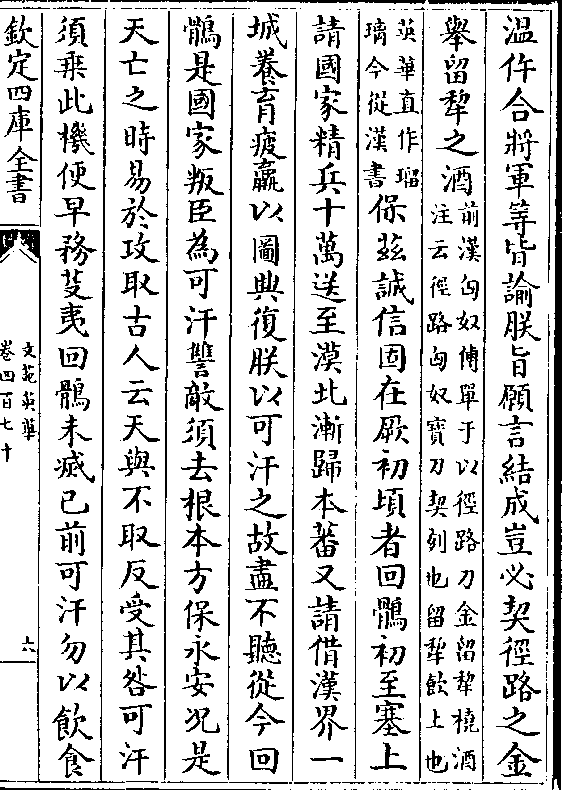 温仵合將軍等皆諭朕旨願言結成豈必契徑路之金
舉留犂之酒前漢匈奴傳單于以徑路刀金留犂橈酒
注云徑路匈奴寳刀契刻也留犂飲上也
英華直作瑠
璃今從漢書保兹誠信固在厥初頃者回鶻初至塞上
請國家精兵十萬送至漠北漸歸本蕃又請借漢界一
城養育疲羸以圖興復朕以可汗之故盡不聽從今回
鶻是國家叛臣為可汗讐敵須去根本方保永安况是
天亡之時易於攻取古人云天與不取反受其咎可汗
須乗此機便早務芟夷回鶻未滅已前可汗勿以飲食
欽定四庫全書
文苑英華
卷四百七十
六